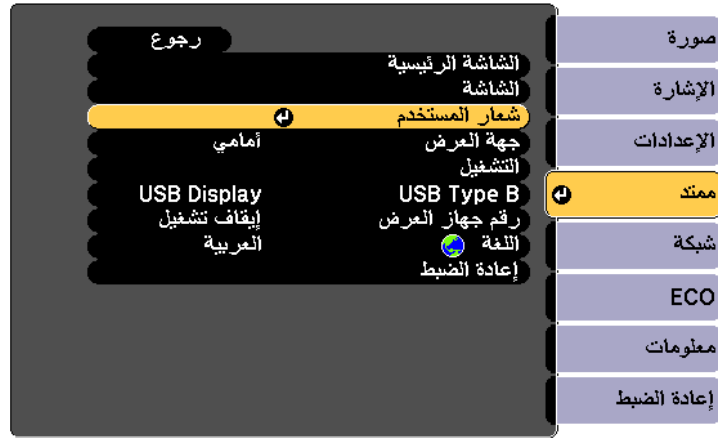 صورة
الإشارة
الإعدادات
ممتد
شبكة
ECO
معلومات
إعادة الضبط
رجوع
الشاشة الرئيسية
الشاشة
شعار المستخدم
جهة العرض أمامي
التشغيل
USB Type B USB Display
رقم جهاز العرض إيقاف تشغيل
اللغة العربية
إعادة الضبط